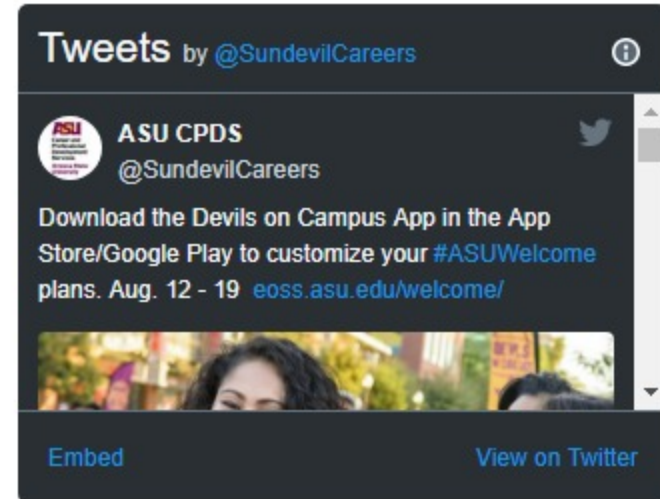 Tweets by @SundevilCareers
ASU
ASU CPDS
@SundevilCareers
Download the Devils on Campus App in the App
Store/Google Play to customize your #ASUWelcome
plans. Aug. 12 - 19 eoss.asu.edu/welcome/
Embed
View on Twitter